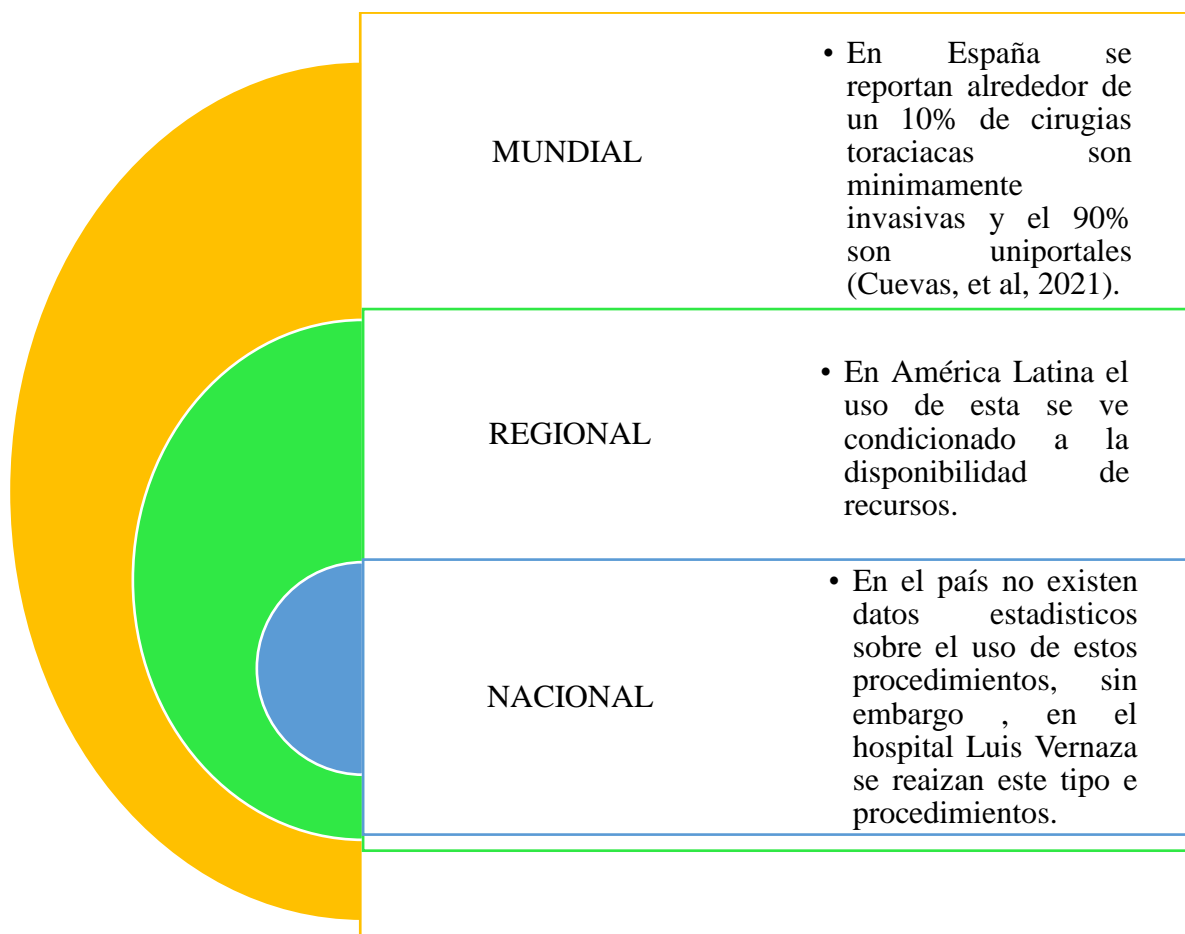 MUNDIAL
• En España se
reportan alrededor de
un 10% de cirugias
toraciacas son
minimamente
invasivas y el 90%
son uniportales
(Cuevas, et al, 2021).
REGIONAL
• En América Latina el
uso de esta se ve
condicionado a la
disponibilidad de
recursos.
NACIONAL
• En el país no existen
datos estadisticos
sobre el uso de estos
procedimientos, sin
embargo , en el
hospital Luis Vernaza
se reaizan este tipo e
procedimientos.